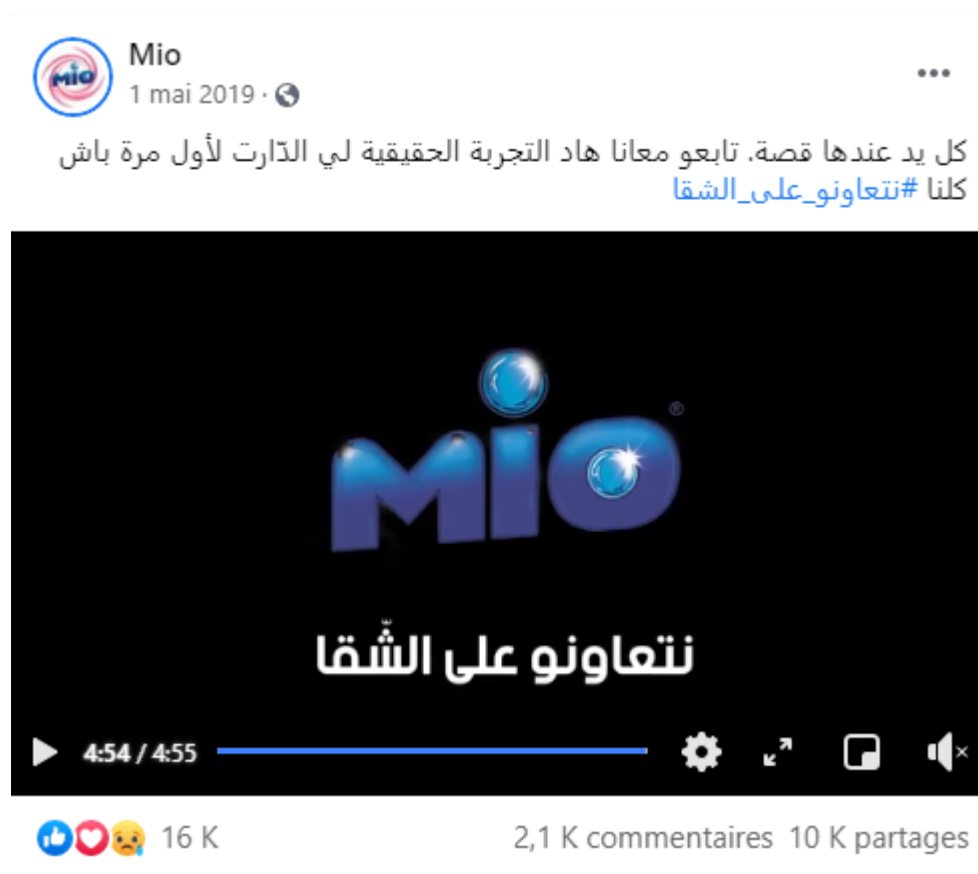 Mio
Mio
1 mai 2019 ·
كل يد عندها قصة. تابعو معانا هاد التجربة الحقيقية لي الدّارت لأول مرة باش
كلنا #نتعاونو_على_الشقا
Mio ®
نتعاونو على الشّقا
4:54 / 4:55
16 K
2,1 K commentaires 10 K partages